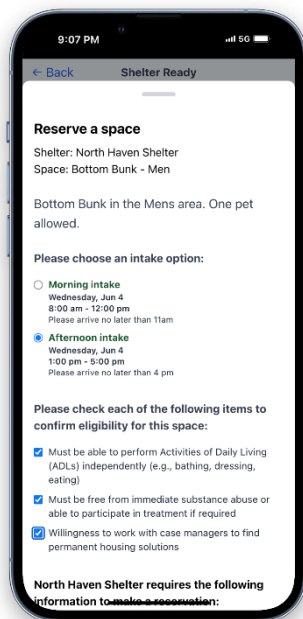 9:07 PM
5G
← Back Shelter Ready
Reserve a space
Shelter: North Haven Shelter
Space: Bottom Bunk - Men
Bottom Bunk in the Mens area. One pet
allowed.
Please choose an intake option:
Morning intake
Wednesday, Jun 4
8:00 am - 12:00 pm
Please arrive no later than 11am
Afternoon intake
Wednesday, Jun 4
1:00 pm - 5:00 pm
Please arrive no later than 4 pm
Please check each of the following items to
confirm eligibility for this space:
Must be able to perform Activities of Daily Living
(ADLs) independently (e.g., bathing, dressing,
eating)
Must be free from immediate substance abuse or
able to participate in treatment if required
Willingness to work with case managers to find
permanent housing solutions
North Haven Shelter requires the following
information to make a reservation: